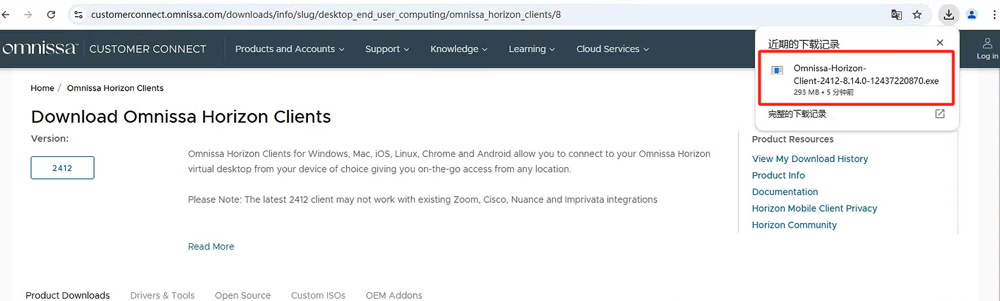 customerconnect.omnissa.com/downloads/info/slug/desktop_end_user_computing/omnissa_horizon_clients/8
omnissa™ CUSTOMER CONNECT Products and Accounts Support Knowledge Learning Cloud Services Log in
近期的下载记录
Omnissa-Horizon-
Client-2412-8.14.0-12437220870.exe
293 MB • 5 分钟前
完整的下载记录
Home / Omnissa Horizon Clients
Download Omnissa Horizon Clients
Version:
2412
Omnissa Horizon Clients for Windows, Mac, iOS, Linux, Chrome and Android allow you to connect to your Omnissa Horizon
virtual desktop from your device of choice giving you on-the-go access from any location.
Please Note: The latest 2412 client may not work with existing Zoom, Cisco, Nuance and Imprivata integrations
Read More
Product Resources
View My Download History
Product Info
Documentation
Horizon Mobile Client Privacy
Horizon Community
Product Downloads Drivers & Tools Open Source Custom ISOs OEM Addons